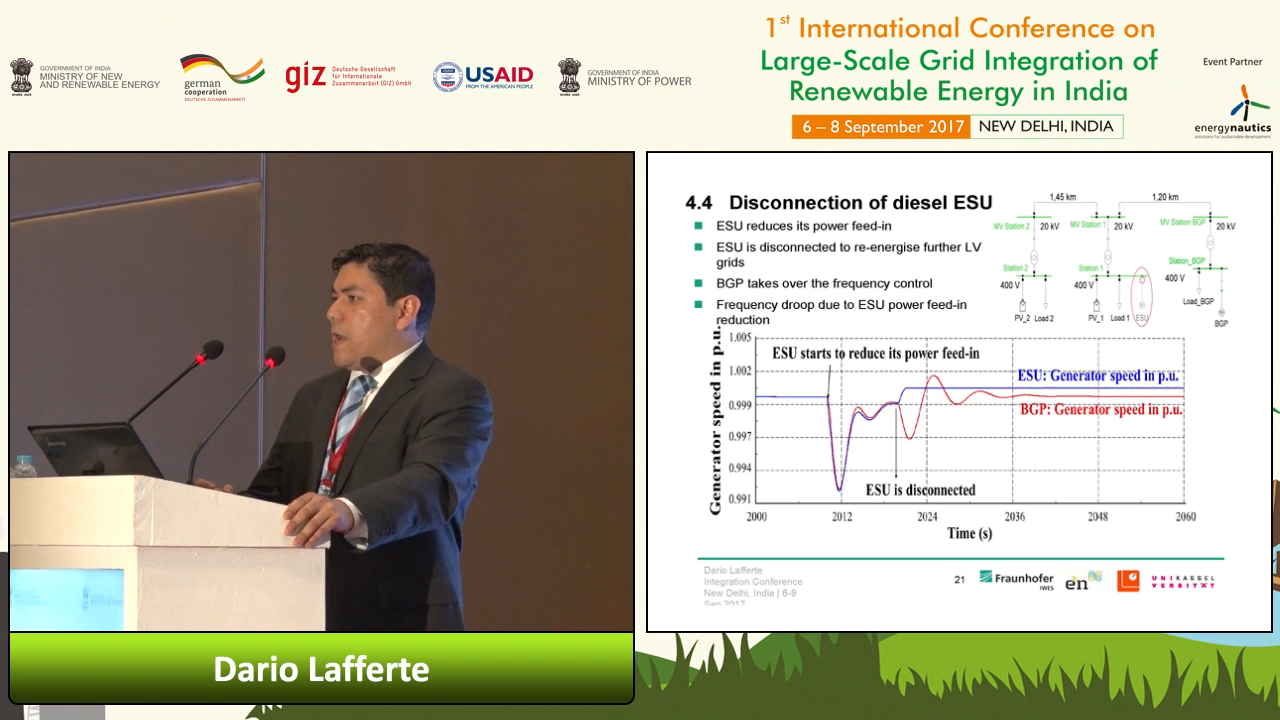 GOVERNMENT OF INDIA
MINISTRY OF NEW
AND RENEWABLE ENERGY
german
cooperation
DEUTSCHE ZUSAMMENARBEIT
giz
Deutsche Gesellschaft
für Internationale
Zusammenarbeit (GIZ) GmbH
USAID
FROM THE AMERICAN PEOPLE
GOVERNMENT OF INDIA
MINISTRY OF POWER
1st International Conference on
Large-Scale Grid Integration of
Renewable Energy in India
6 – 8 September 2017 NEW DELHI, INDIA
Event Partner
energynautics
solutions for sustainable development
4.4 Disconnection of diesel ESU
ESU reduces its power feed-in
ESU is disconnected to re-energise further LV
grids
BGP takes over the frequency control
Frequency droop due to ESU power feed-in
reduction
1,45 km 1,20 km
MV Station 2 20 kV MV Station 1 20 kV MV Station BGP 20 kV
Station 2 Station 1 Station_BGP
400 V 400 V 400 V
Load_BGP
PV_2 Load 2 PV_1 Load 1 ESU BGP
Generator speed in p.u.
1.005
1.002
0.999
0.997
0.994
0.991
ESU starts to reduce its power feed-in
ESU: Generator speed in p.u.
BGP: Generator speed in p.u.
ESU is disconnected
2000 2012 2024 2036 2048 2060
Time (s)
Dario Lafferte
Integration Conference
New Delhi, India | 6-9
Sep 2017
21
Fraunhofer
IWES
en
UNIKASSEL
VERSITÄT
Dario Lafferte